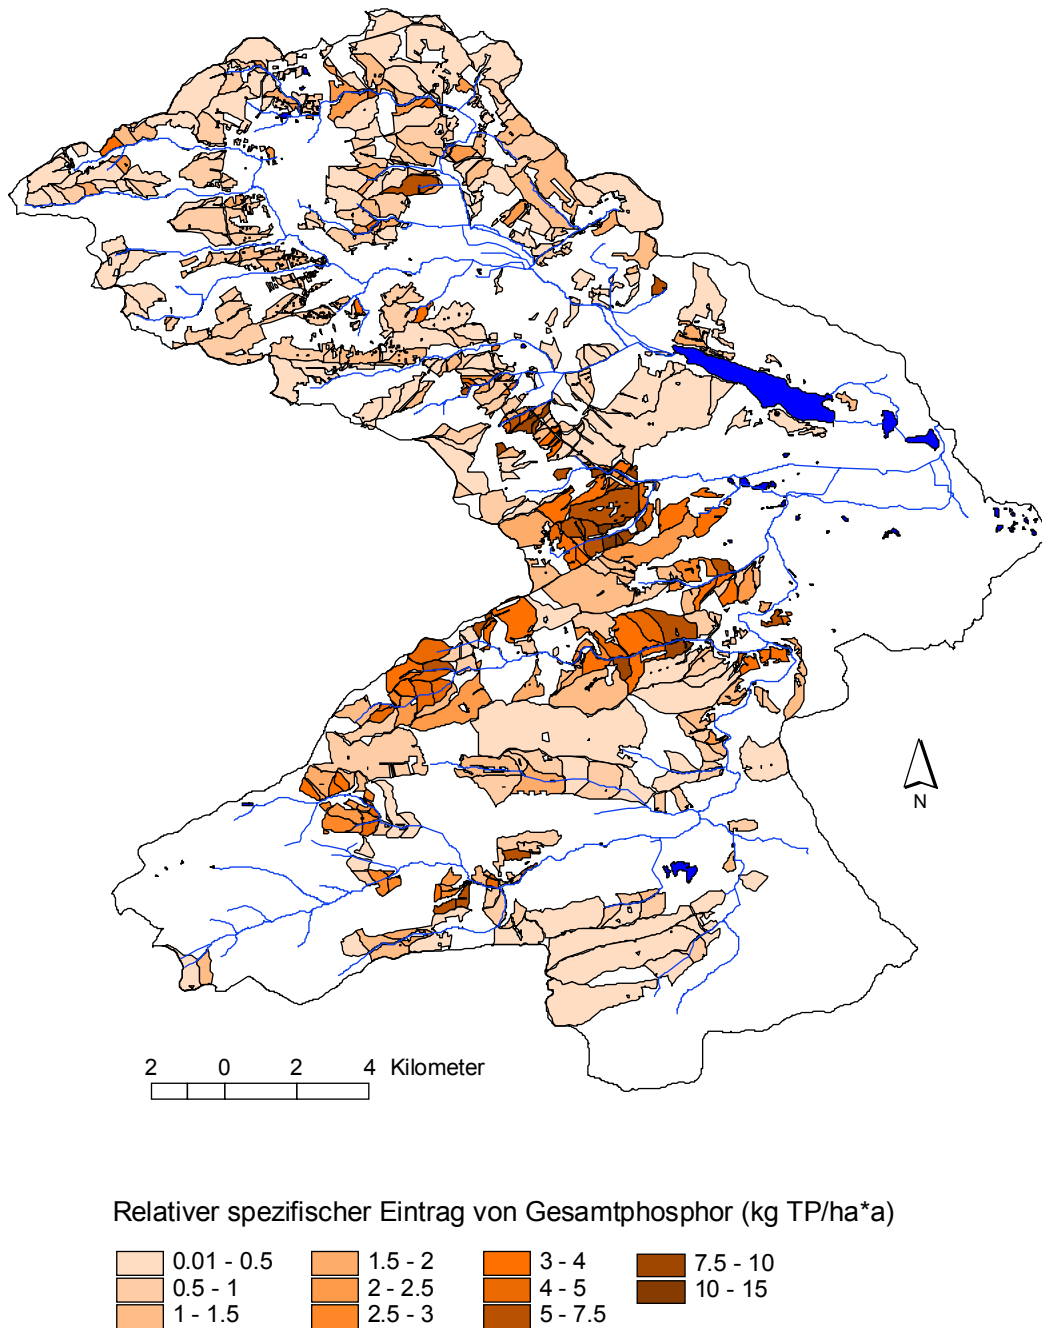 N
2 0 2 4 Kilometer
Relativer spezifischer Eintrag von Gesamtphosphor (kg TP/ha*a)
0.01 - 0.5 1.5 - 2 3 - 4 7.5 - 10
0.5 - 1 2 - 2.5 4 - 5 10 - 15
1 - 1.5 2.5 - 3 5 - 7.5